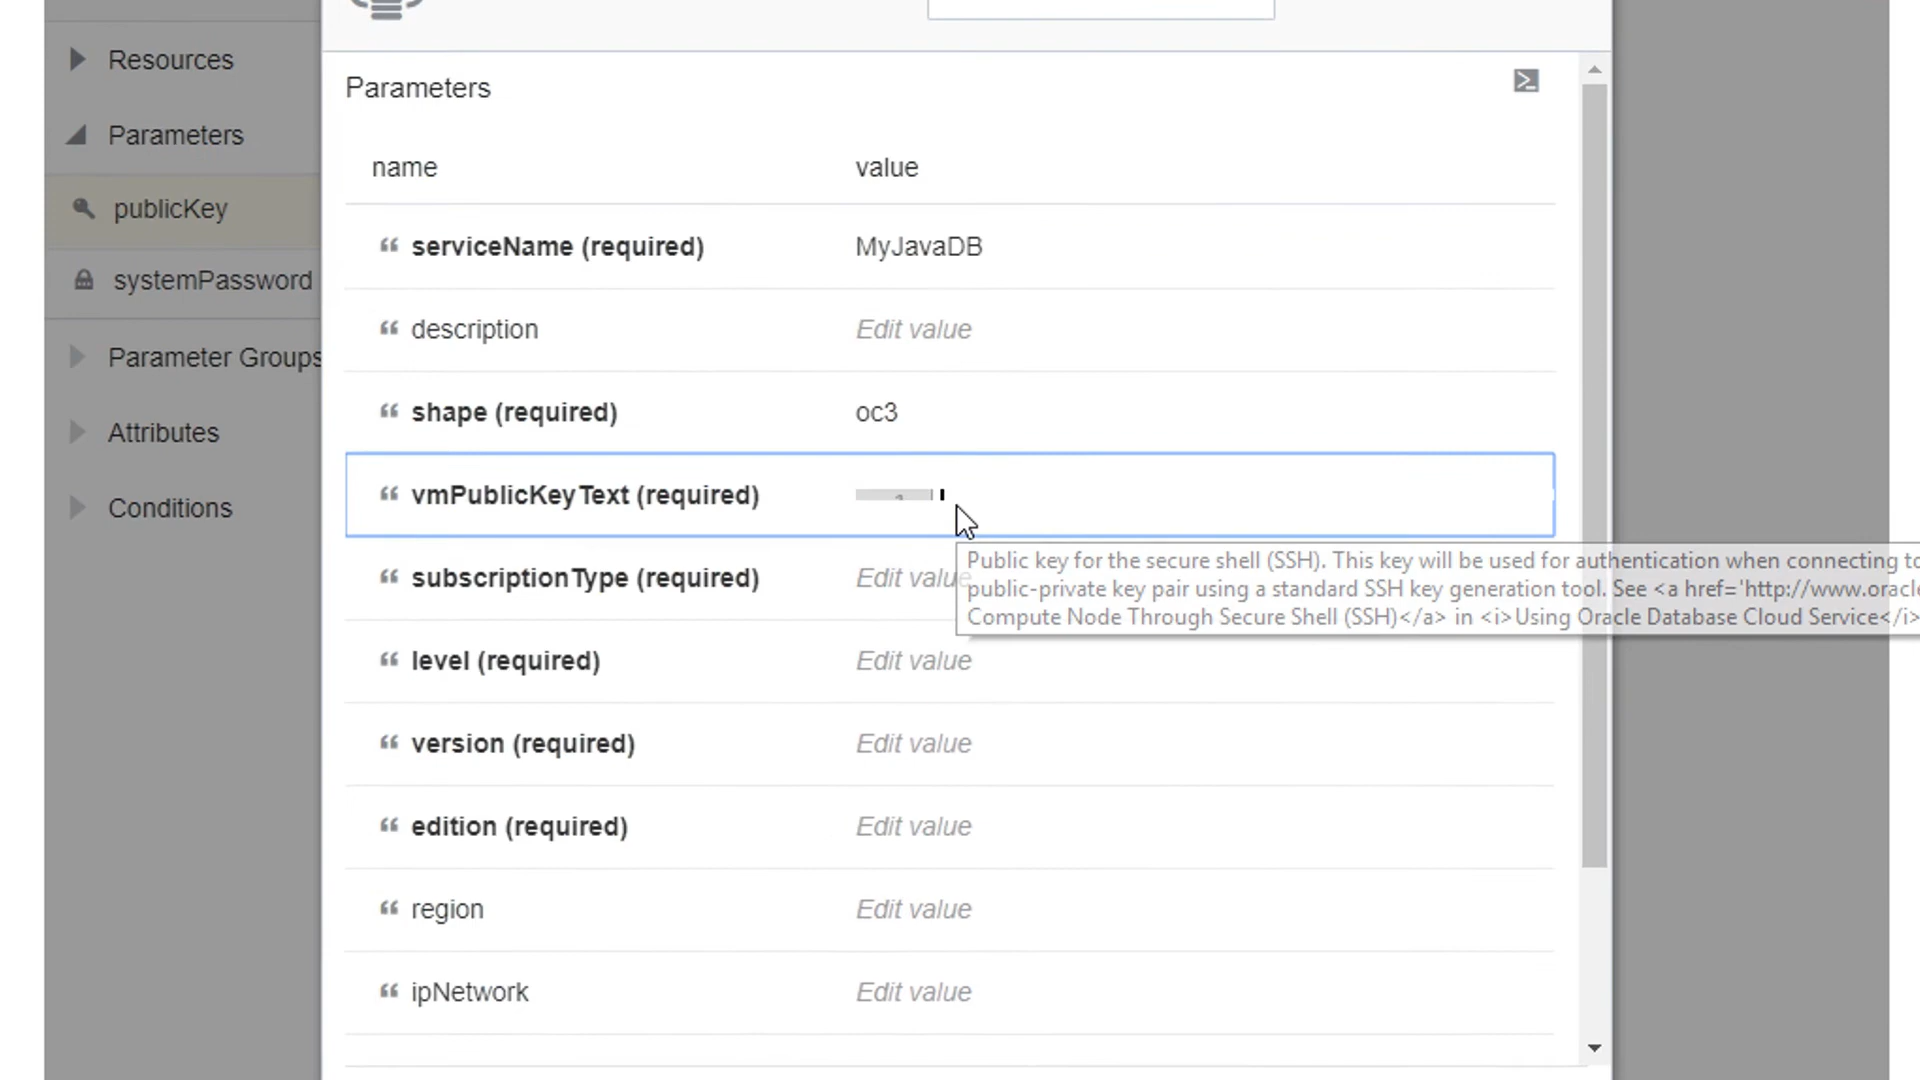 Resources
Parameters
publicKey
systemPassword
Parameter Groups
Attributes
Conditions
Parameters
name value
serviceName (required) MyJavaDB
description Edit value
shape (required) oc3
vmPublicKeyText (required)
Public key for the secure shell (SSH). This key will be used for authentication when connecting to
public-private key pair using a standard SSH key generation tool. See <a href='http://www.oracle
Compute Node Through Secure Shell (SSH)</a> in <i>Using Oracle Database Cloud Service</i>
subscriptionType (required) Edit value
level (required) Edit value
version (required) Edit value
edition (required) Edit value
region Edit value
ipNetwork Edit value